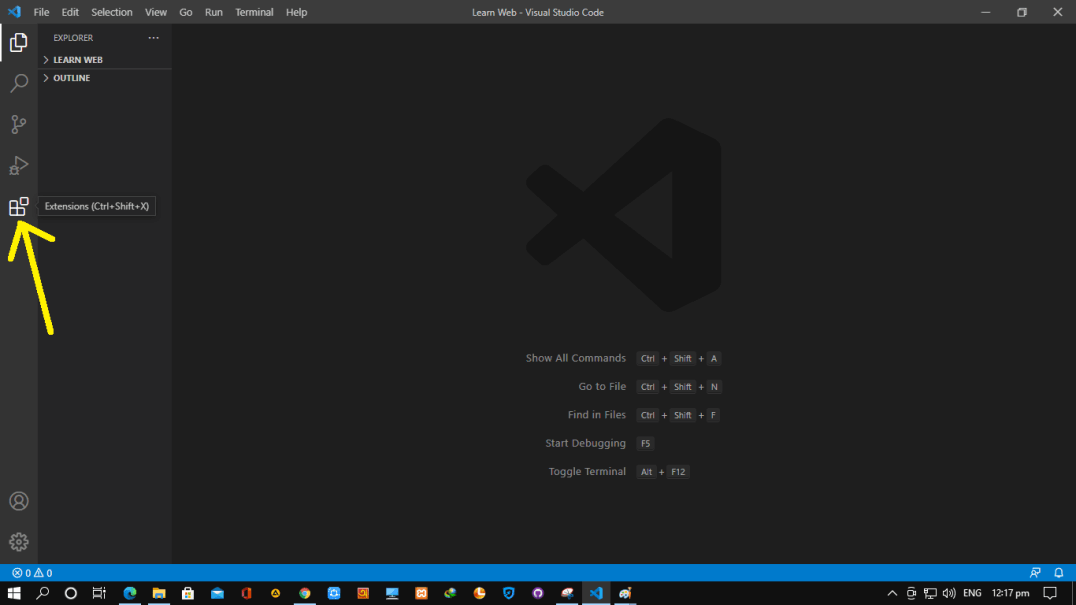 File Edit Selection View Go Run Terminal Help
Learn Web - Visual Studio Code
EXPLORER
LEARN WEB
OUTLINE
Extensions (Ctrl+Shift+X)
Show All Commands Ctrl + Shift + A
Go to File Ctrl + Shift + N
Find in Files Ctrl + Shift + F
Start Debugging F5
Toggle Terminal Alt + F12
0 0
ENG 12:17 pm